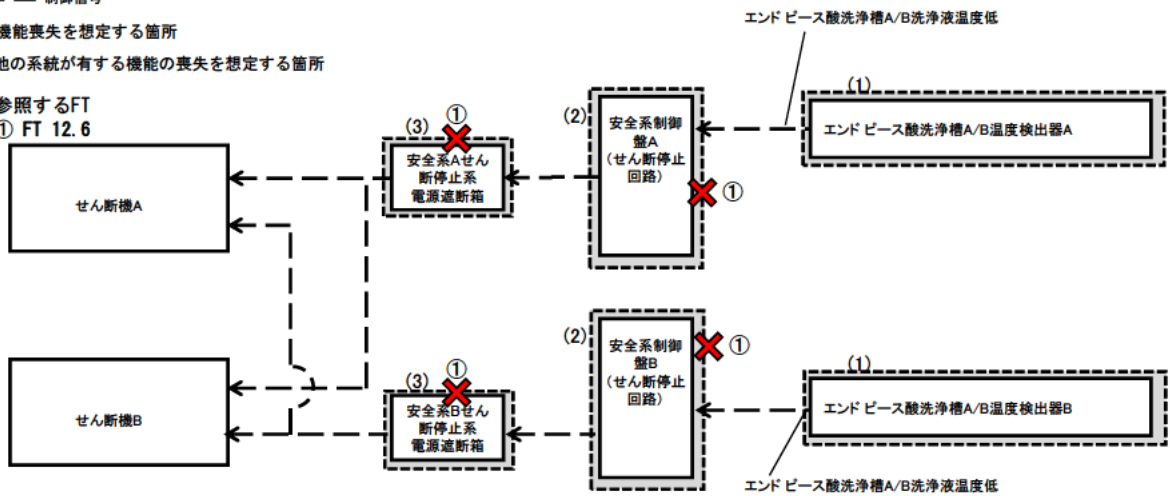 制御信号
機能喪失を想定する箇所
他の系統が有する機能の喪失を想定する箇所
参照するFT
① FT 12.6
エンド ピース酸洗浄槽A/B洗浄液温度低
(1)
エンド ピース酸洗浄槽A/B温度検出器A
(2)
安全系制御
盤A
(せん断停止
回路)
①
(3)
①
安全系Aせん
断停止系
電源遮断箱
せん断機A
(1)
エンド ピース酸洗浄槽A/B温度検出器B
(2)
安全系制御
盤B
(せん断停止
回路)
①
(3)
①
安全系Bせん
断停止系
電源遮断箱
せん断機B
エンド ピース酸洗浄槽A/B洗浄液温度低